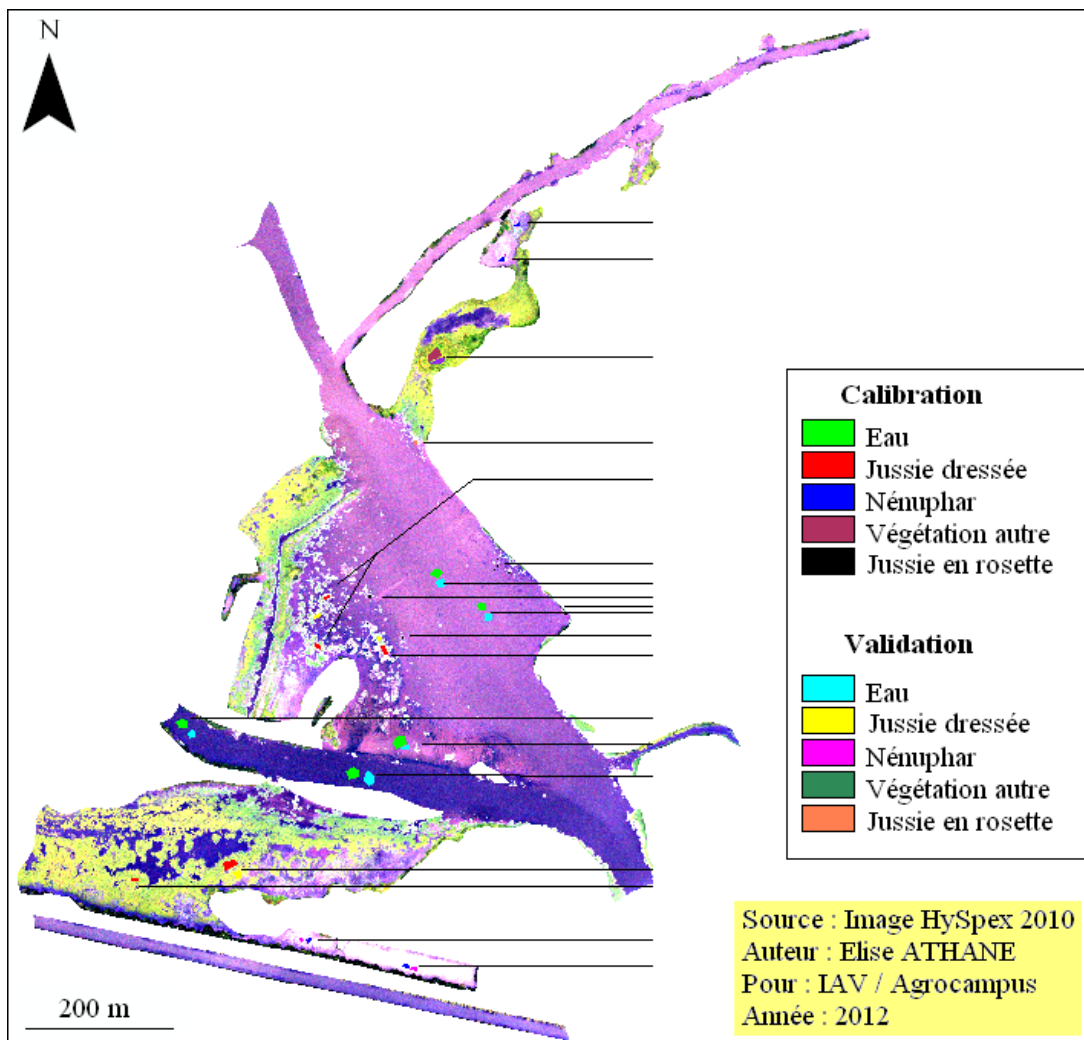 N
Calibration
Eau
Jussie dressée
Nénuphar
Végétation autre
Jussie en rosette
Validation
Eau
Jussie dressée
Nénuphar
Végétation autre
Jussie en rosette
Source : Image HySpex 2010
Auteur : Elise ATHANE
Pour : IAV / Agrocampus
Année : 2012
200 m